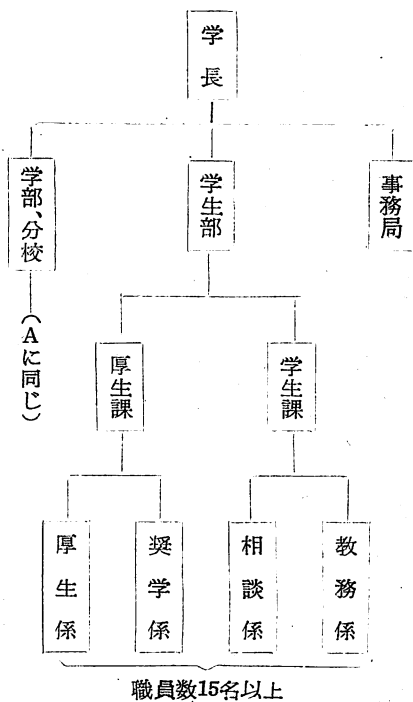 学長
事務局
学生部
学部、分校
(Aに同じ)
学生課
厚生課
教務係
相談係
奨学係
厚生係
職員数15名以上